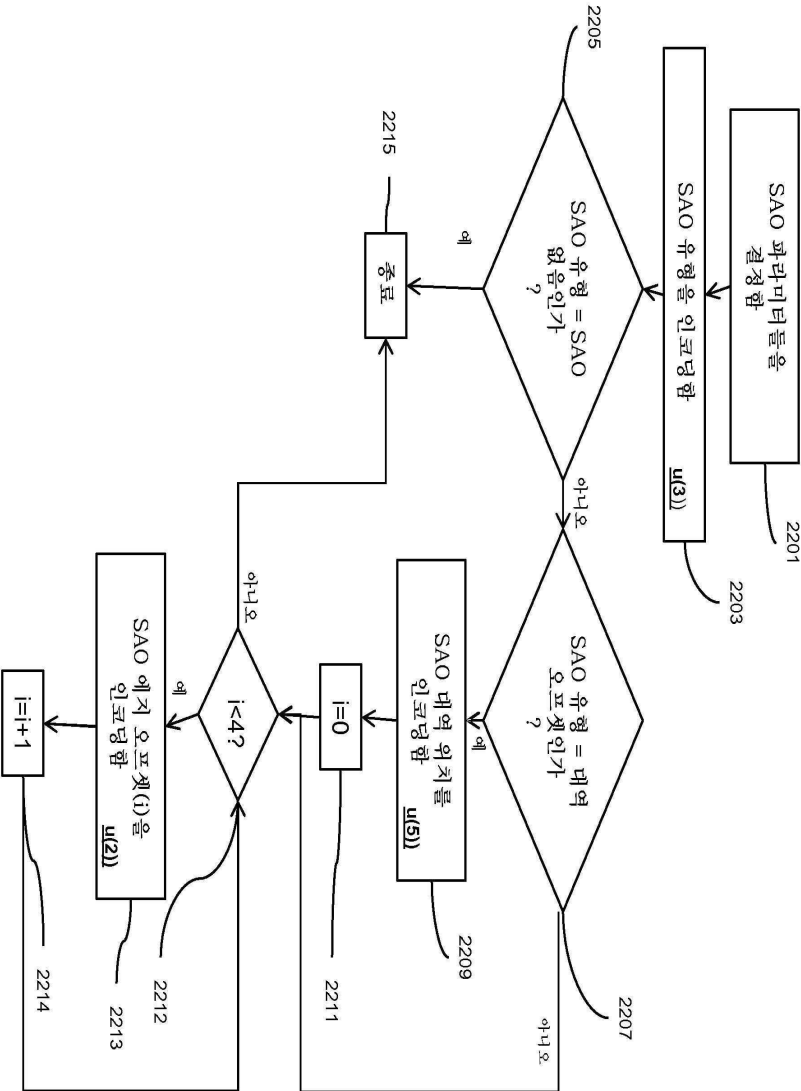 SAO 파라미터들을
결정함
2201
SAO 유형을 인코딩함
u(3))
2203
2205
SAO 유형 = SAO
없음인가
?
예
아니오
2215
종료
SAO 유형 = 대역
오프셋인가
?
2207
예
아니오
SAO 대역 위치를
인코딩함
u(5))
2209
i=0
2211
i<4?
2212
아니오
예
SAO 에지 오프셋(i)을
인코딩함
u(2))
2213
i=i+1
2214